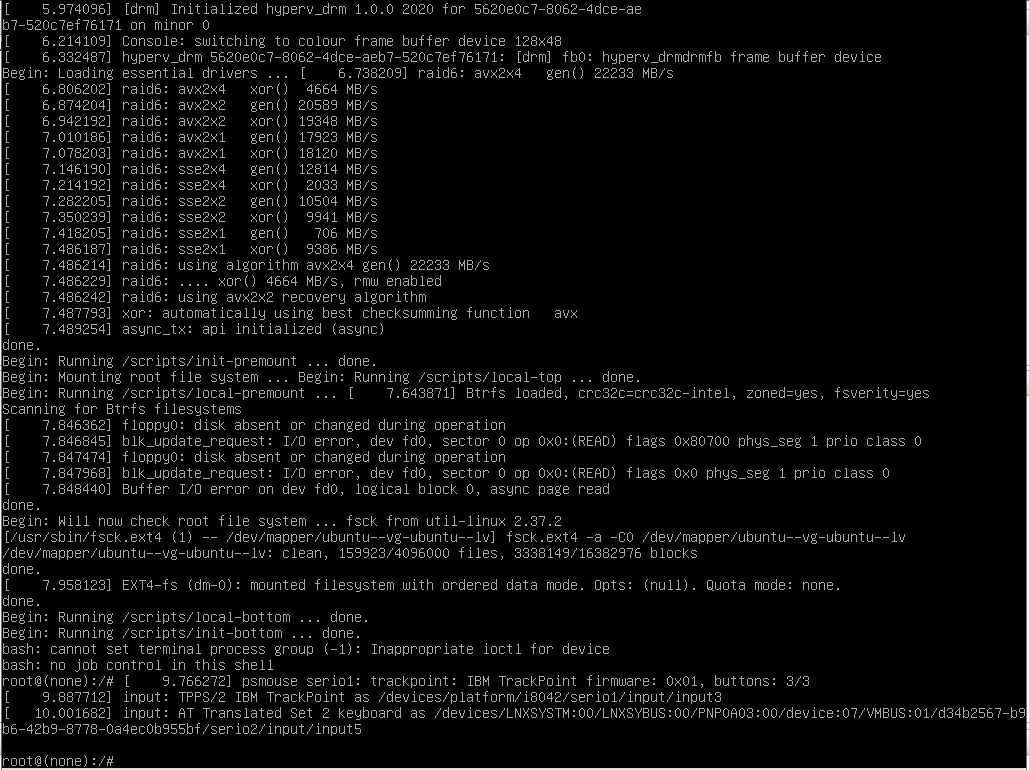 [    5.974096] [drm] Initialized hyperv_drm 1.0.0 2020 for 5620e0c7-8062-4dce-ae
b7-520c7ef76171 on minor 0
[    6.214109] Console: switching to colour frame buffer device 128x48
[    6.332487] hyperv_drm 5620e0c7-8062-4dce-aeb7-520c7ef76171: [drm] fb0: hyperv_drmdrmfb frame buffer device
Begin: Loading essential drivers ... [    6.738209] raid6: avx2x4   gen() 22233 MB/s
[    6.806202] raid6: avx2x4   xor()  4664 MB/s
[    6.874204] raid6: avx2x2   gen() 20589 MB/s
[    6.942192] raid6: avx2x2   xor() 19348 MB/s
[    7.010186] raid6: avx2x1   gen() 17923 MB/s
[    7.078203] raid6: avx2x1   xor() 18120 MB/s
[    7.146190] raid6: sse2x4   gen() 12814 MB/s
[    7.214192] raid6: sse2x4   xor()  2033 MB/s
[    7.282205] raid6: sse2x2   gen() 10504 MB/s
[    7.350239] raid6: sse2x2   xor()  9941 MB/s
[    7.418205] raid6: sse2x1   gen()   706 MB/s
[    7.486187] raid6: sse2x1   xor()  9386 MB/s
[    7.486214] raid6: using algorithm avx2x4 gen() 22233 MB/s
[    7.486229] raid6: .... xor() 4664 MB/s, rmw enabled
[    7.486242] raid6: using avx2x2 recovery algorithm
[    7.487793] xor: automatically using best checksumming function   avx
[    7.489254] async_tx: api initialized (async)
done.
Begin: Running /scripts/init-premount ... done.
Begin: Mounting root file system ... Begin: Running /scripts/local-top ... done.
Begin: Running /scripts/local-premount ... [    7.643871] Btrfs loaded, crc32c=crc32c-intel, zoned=yes, fsverity=yes
Scanning for Btrfs filesystems
[    7.846362] floppy0: disk absent or changed during operation
[    7.846845] blk_update_request: I/O error, dev fd0, sector 0 op 0x0:(READ) flags 0x80700 phys_seg 1 prio class 0
[    7.847474] floppy0: disk absent or changed during operation
[    7.847968] blk_update_request: I/O error, dev fd0, sector 0 op 0x0:(READ) flags 0x0 phys_seg 1 prio class 0
[    7.848440] Buffer I/O error on dev fd0, logical block 0, async page read
done.
Begin: Will now check root file system ... fsck from util-linux 2.37.2
[/usr/sbin/fsck.ext4 (1) -- /dev/mapper/ubuntu--vg-ubuntu--lv] fsck.ext4 -a -C0 /dev/mapper/ubuntu--vg-ubuntu--lv
/dev/mapper/ubuntu--vg-ubuntu--lv: clean, 159923/4096000 files, 3338149/16382976 blocks
done.
[    7.958123] EXT4-fs (dm-0): mounted filesystem with ordered data mode. Opts: (null). Quota mode: none.
done.
Begin: Running /scripts/local-bottom ... done.
Begin: Running /scripts/init-bottom ... done.
bash: cannot set terminal process group (-1): Inappropriate ioctl for device
bash: no job control in this shell
root@(none):/# [    9.766272] psmouse serio1: trackpoint: IBM TrackPoint firmware: 0x01, buttons: 3/3
[    9.887712] input: TPPS/2 IBM TrackPoint as /devices/platform/i8042/serio1/input/input3
[   10.001682] input: AT Translated Set 2 keyboard as /devices/LNXSYSTM:00/LNXSYBUS:00/PNP0A03:00/device:07/VMBUS:01/d34b2567-b9
b6-42b9-8778-0a4ec0b955bf/serio2/input/input5
root@(none):/#